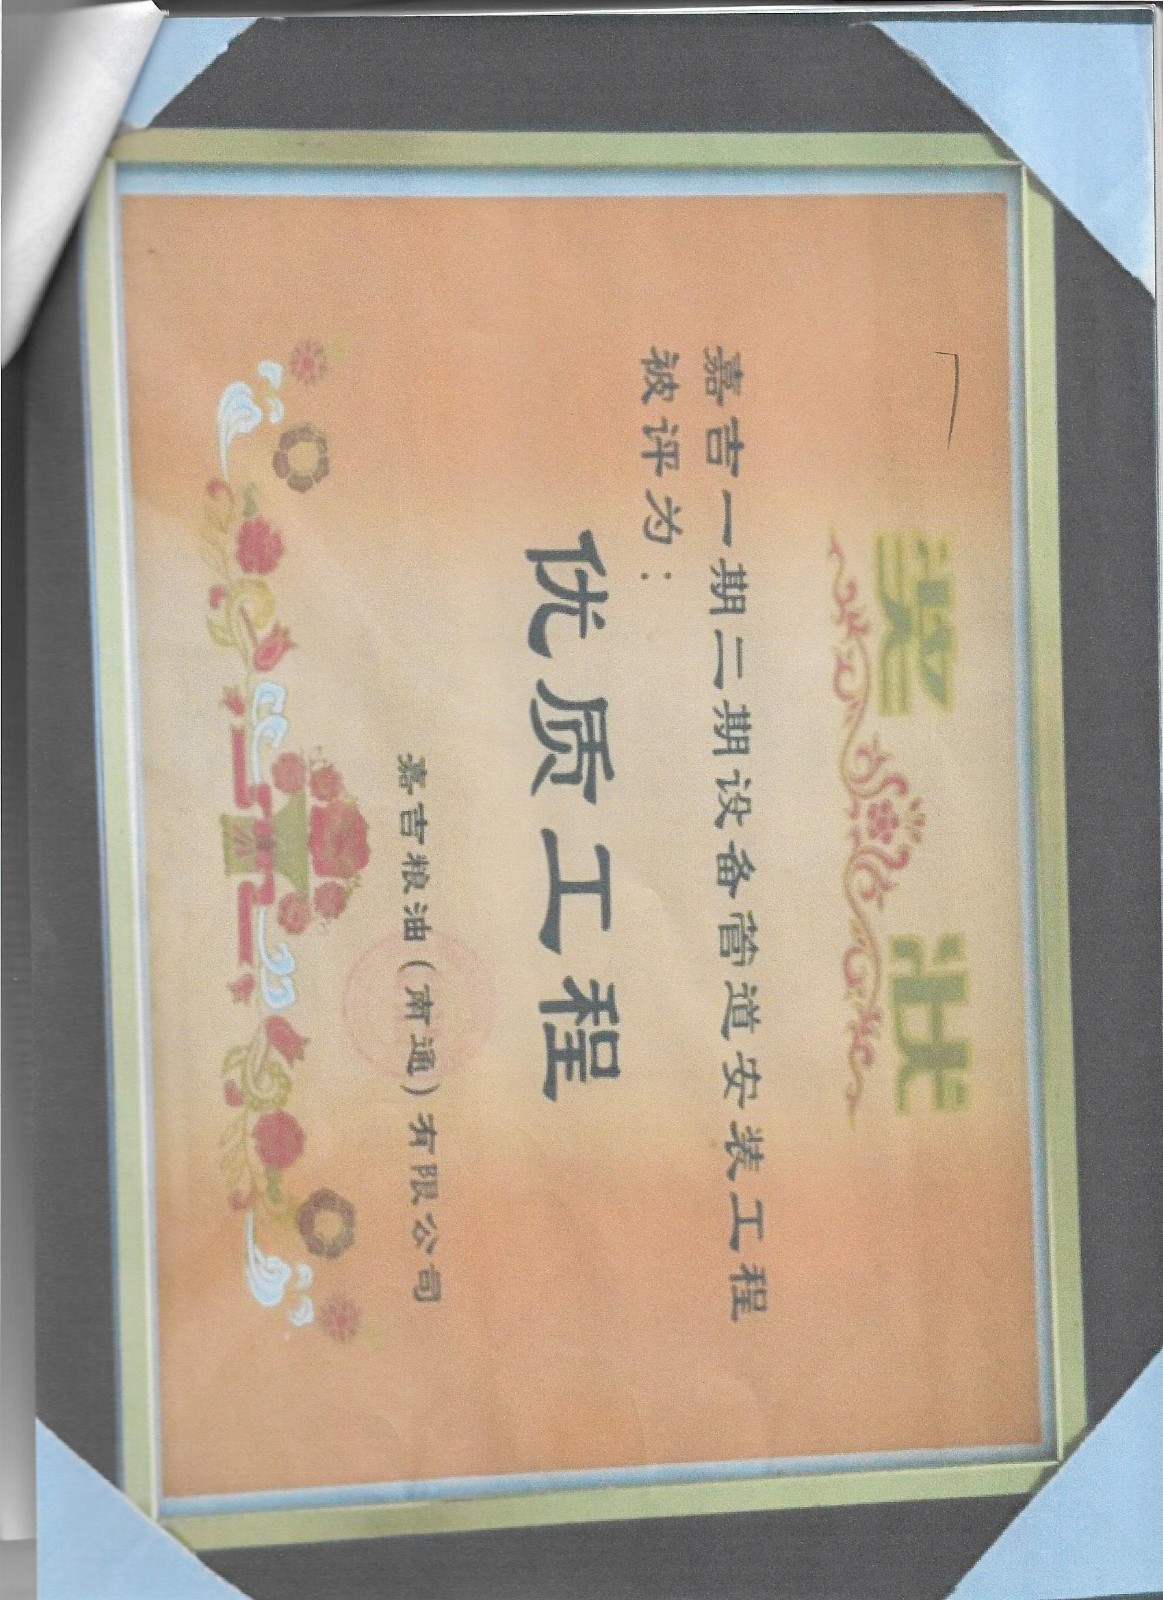 奖状
嘉吉一期二期设备管道安装工程
被评为：
优质工程
嘉吉粮油（南通）有限公司